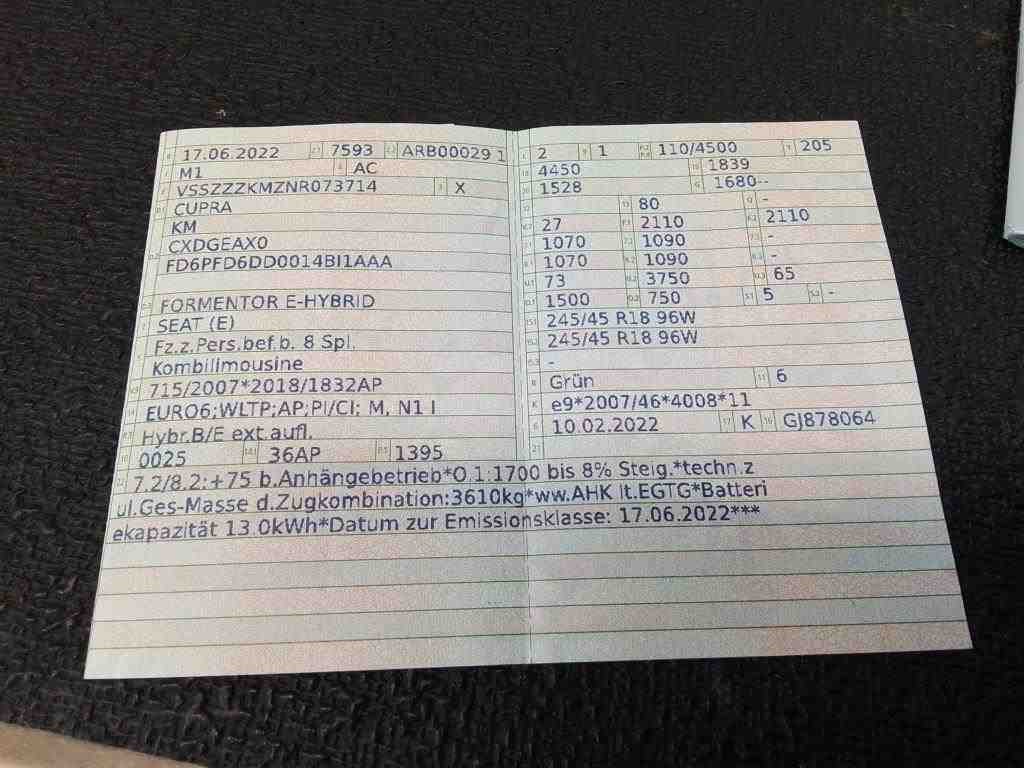 17.06.2022 7593 ARB00029 1
M1 AC
VSSZZZKMZNR073714 X
CUPRA
KM
CXDGEAX0
FD6PFD6DD0014BI1AAA
FORMENTOR E-HYBRID
SEAT (E)
Fz.z.Pers.bef.b. 8 Spl.
Kombilimousine
715/2007*2018/1832AP
EURO6;WLTP;AP;PI/CI; M, N1 I
Hybr.B/E ext.aufl.
0025 36AP 1395
2 1 110/4500 205
4450 1839
1528 1680--
80 -
27 2110 2110
1070 1090 -
1070 1090 -
73 3750 65
1500 750 5 -
245/45 R18 96W
245/45 R18 96W
-
Grün 6
e9*2007/46*4008*11
10.02.2022 K GJ878064
7.2/8.2:+75 b.Anhängebetrieb*O.1:1700 bis 8% Steig.*techn.z
ul.Ges-Masse d.Zugkombination:3610kg*ww.AHK lt.EGTG*Batteri
ekapazität 13.0kWh*Datum zur Emissionsklasse: 17.06.2022***